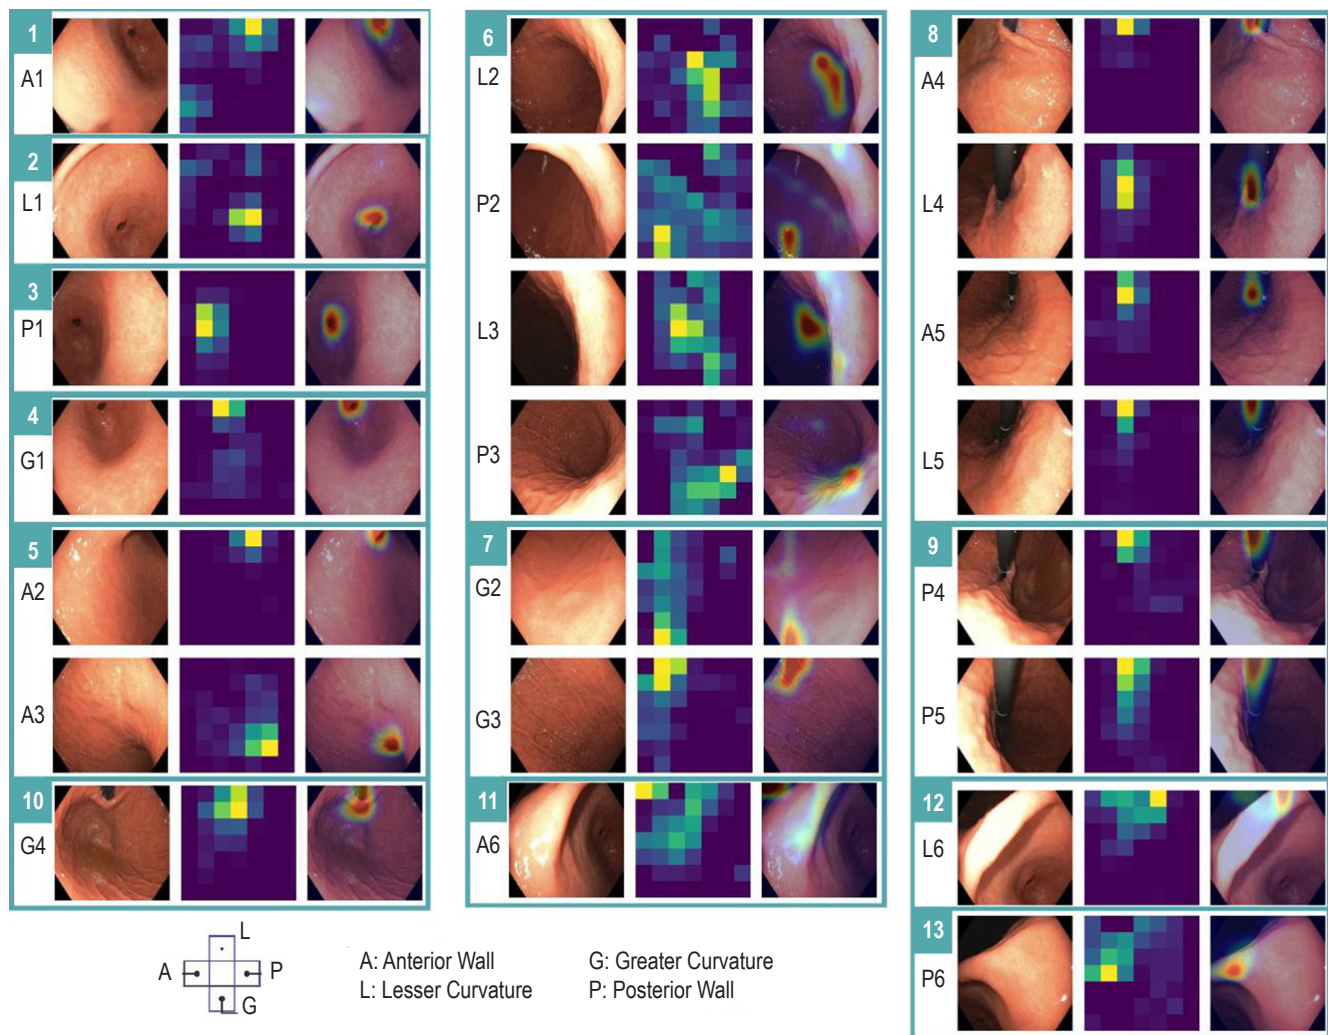 1
A1
2
L1
3
P1
4
G1
5
A2
A3
10
G4
6
L2
P2
L3
P3
7
G2
G3
11
A6
8
A4
L4
A5
L5
9
P4
P5
12
L6
13
P6
L
A
P
G
A: Anterior Wall
G: Greater Curvature
L: Lesser Curvature
P: Posterior Wall